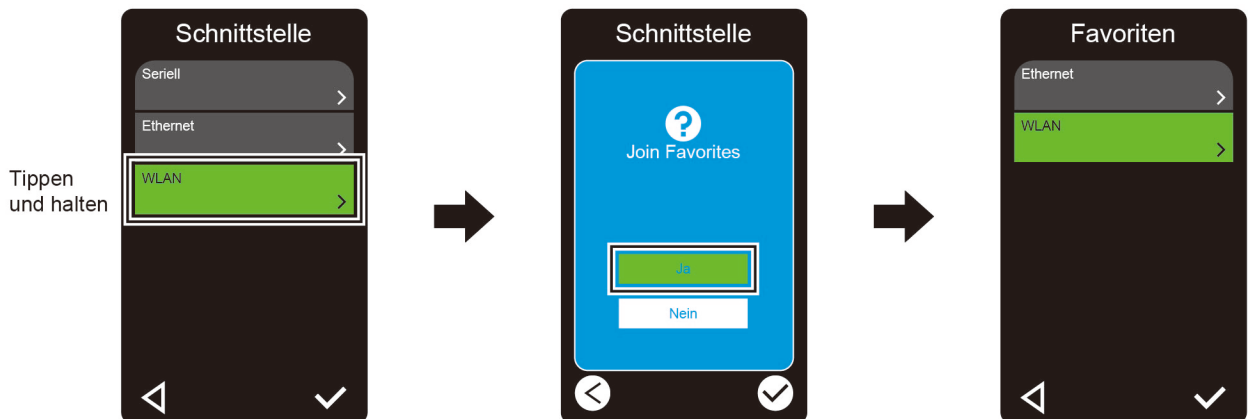 Tippen
und halten
Schnittstelle
Seriell
Ethernet
WLAN
Schnittstelle
?
Join Favorites
Ja
Nein
Favoriten
Ethernet
WLAN